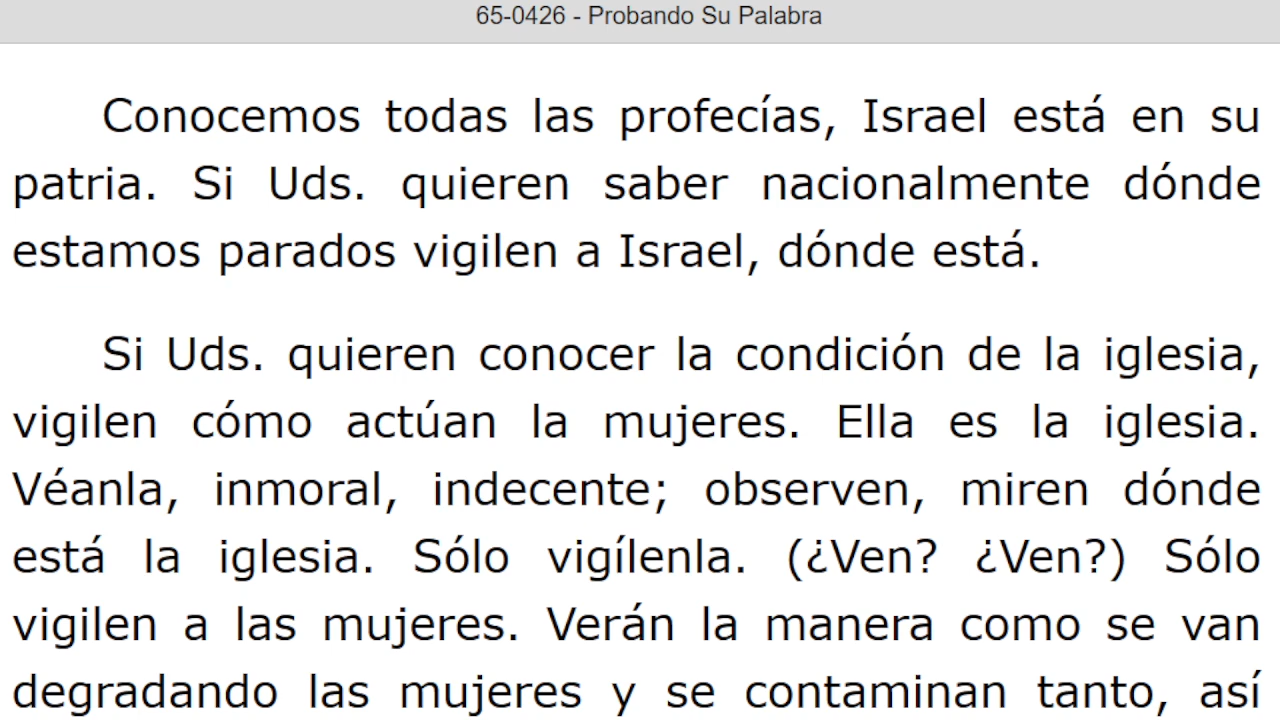 65-0426 - Probando Su Palabra
Conocemos todas las profecías, Israel está en su
patria. Si Uds. quieren saber nacionalmente dónde
estamos parados vigilen a Israel, dónde está.
Si Uds. quieren conocer la condición de la iglesia,
vigilen cómo actúan la mujeres. Ella es la iglesia.
Véanla, inmoral, indecente; observen, miren dónde
está la iglesia. Sólo vigílenla. (¿Ven? ¿Ven?) Sólo
vigilen a las mujeres. Verán la manera como se van
degradando las mujeres y se contaminan tanto, así